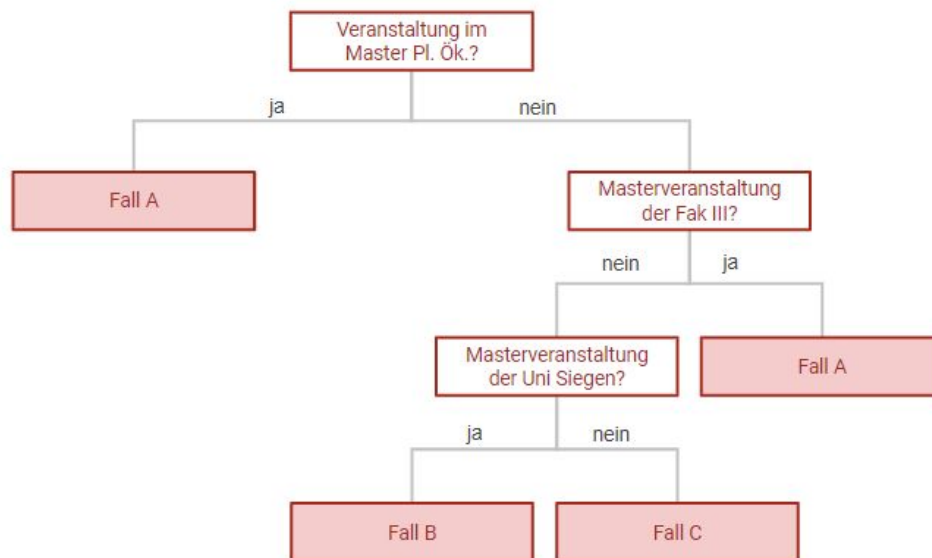 Veranstaltung im
Master Pl. Ök.?
ja
nein
Fall A
Masterveranstaltung
der Fak III?
nein
ja
Masterveranstaltung
der Uni Siegen?
Fall A
ja
nein
Fall B
Fall C